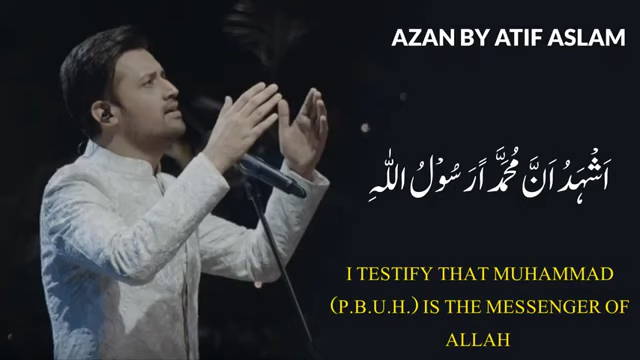 AZAN BY ATIF ASLAM
اَشْهَدُ اَنَّ مُحَمَّدًا رَسُوْلُ اللّٰهِ
I TESTIFY THAT MUHAMMAD
(P.B.U.H.) IS THE MESSENGER OF
ALLAH